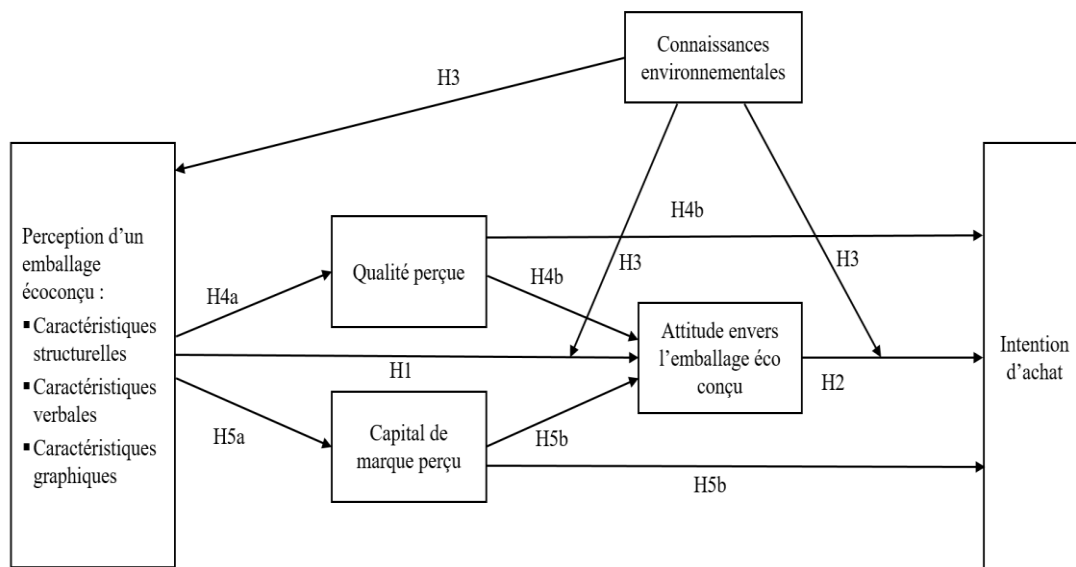 Connaissances
environnementales
H3
Perception d’un
emballage
écoconçu :
▪ Caractéristiques
structurelles
▪ Caractéristiques
verbales
▪ Caractéristiques
graphiques
H4b
Qualité perçue
H3
H3
H4a
H4b
Attitude envers
l’emballage éco
conçu
Intention
d’achat
H1
H2
H5a
Capital de
marque perçu
H5b
H5b